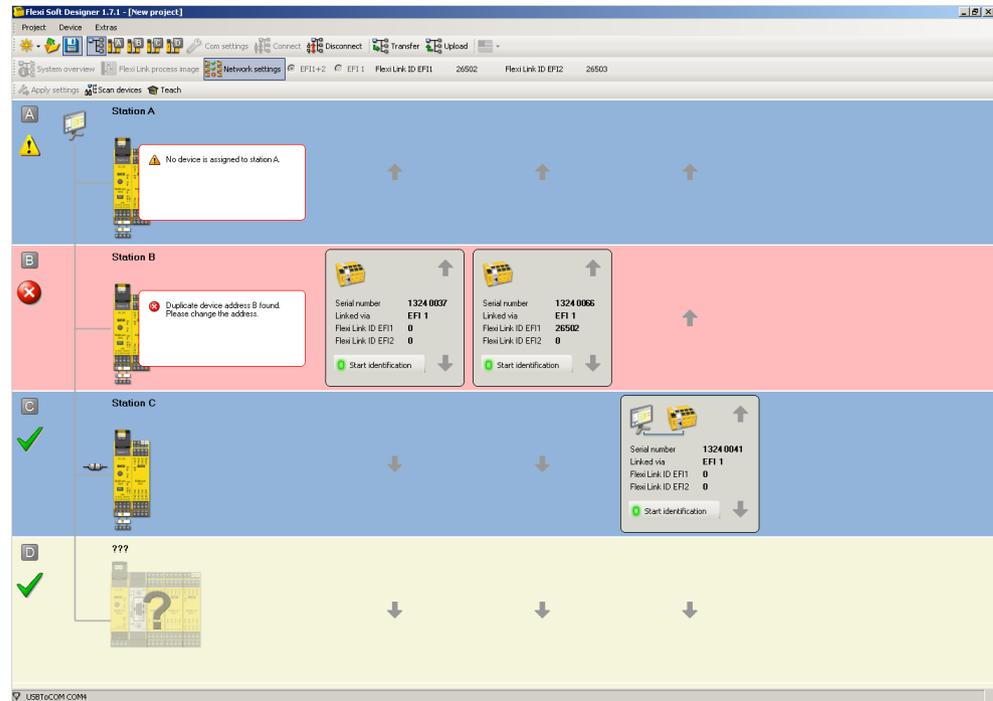 Flexi Soft Designer 1.7.1 - [New project]
Project Device Extras
Com settings Connect Disconnect Transfer Upload
System overview Flexi Link process image Network settings EFI1+2 EFI 1 Flexi Link ID EFI1 26502 Flexi Link ID EFI2 26503
Apply settings Scan devices Teach
A
Station A
No device is assigned to station A.
B
Station B
Duplicate device address B found.
Please change the address.
Serial number 1324 0037
Linked via EFI 1
Flexi Link ID EFI1 0
Flexi Link ID EFI2 0
Start identification
Serial number 1324 0066
Linked via EFI 1
Flexi Link ID EFI1 26502
Flexi Link ID EFI2 0
Start identification
C
Station C
Serial number 1324 0041
Linked via EFI 1
Flexi Link ID EFI1 0
Flexi Link ID EFI2 0
Start identification
D
???
?
USBToCOM COM4